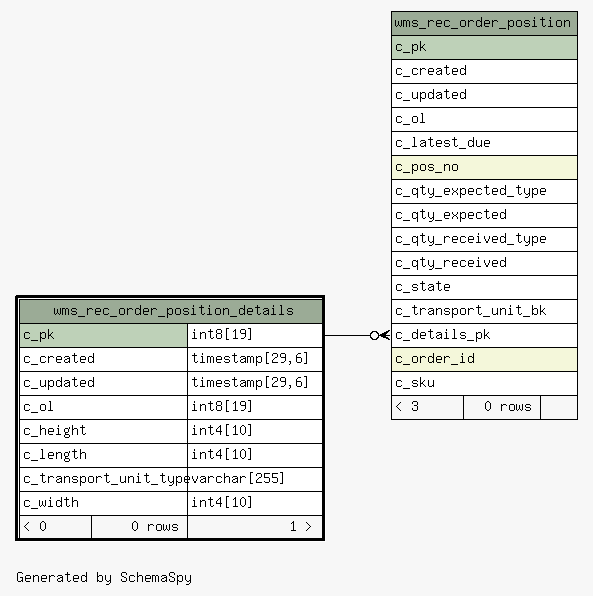 wms_rec_order_position
c_pk
c_created
c_updated
c_ol
c_latest_due
c_pos_no
c_qty_expected_type
c_qty_expected
c_qty_received_type
c_qty_received
c_state
c_transport_unit_bk
c_details_pk
c_order_id
c_sku
< 3 0 rows
wms_rec_order_position_details
c_pk int8[19]
c_created timestamp[29,6]
c_updated timestamp[29,6]
c_ol int8[19]
c_height int4[10]
c_length int4[10]
c_transport_unit_type varchar[255]
c_width int4[10]
< 0 0 rows 1 >
Generated by SchemaSpy